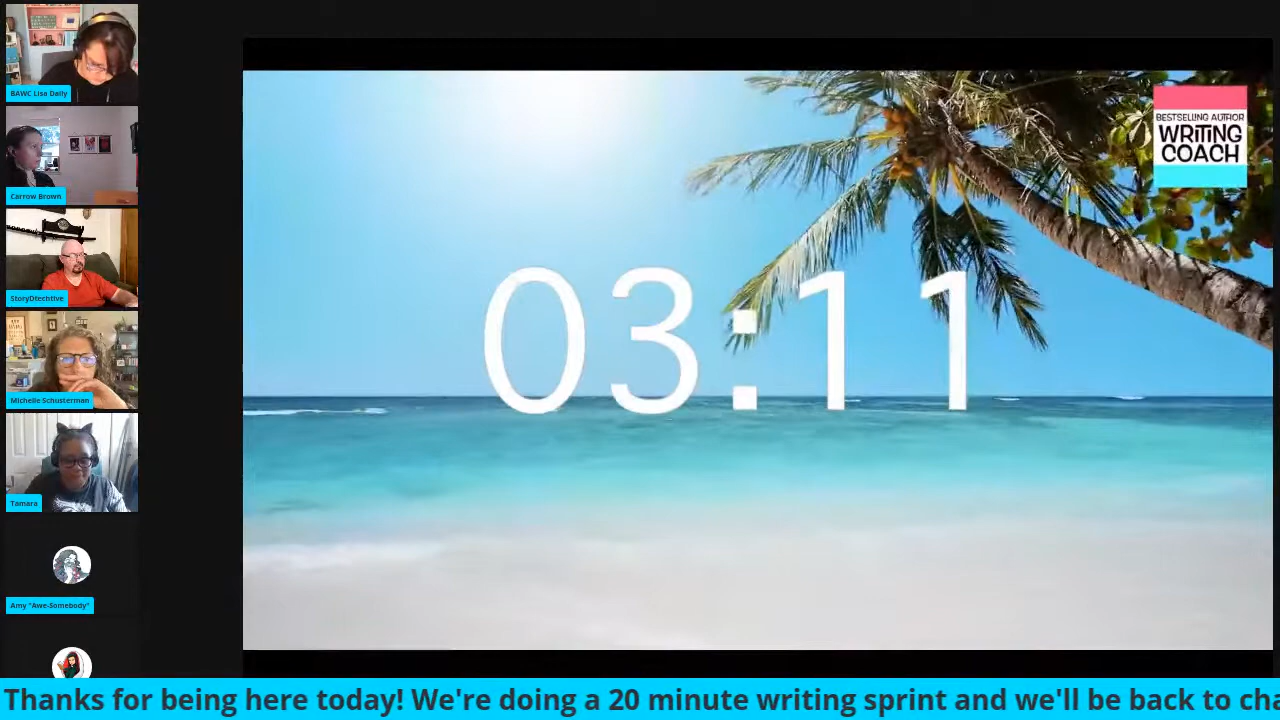 BAWC Lisa Daily
Carrow Brown
StoryDtechtive
Michelle Schusterman
Tamara
Amy "Awe-Somebody"
03:11
BESTSELLING AUTHOR
WRiTiNG
COACH
Thanks for being here today! We're doing a 20 minute writing sprint and we'll be back to cha